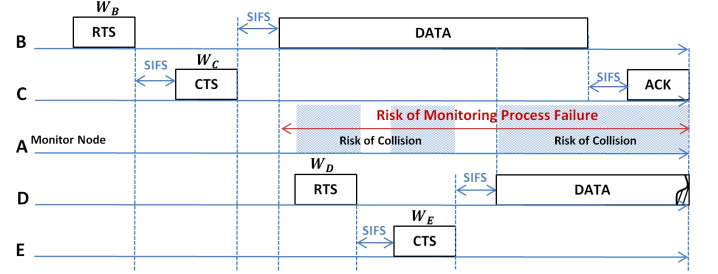 W_B
B RTS SIFS DATA
SIFS W_C SIFS
C CTS ACK
Risk of Monitoring Process Failure
A Monitor Node Risk of Collision Risk of Collision
W_D
D RTS SIFS DATA
SIFS W_E
E CTS